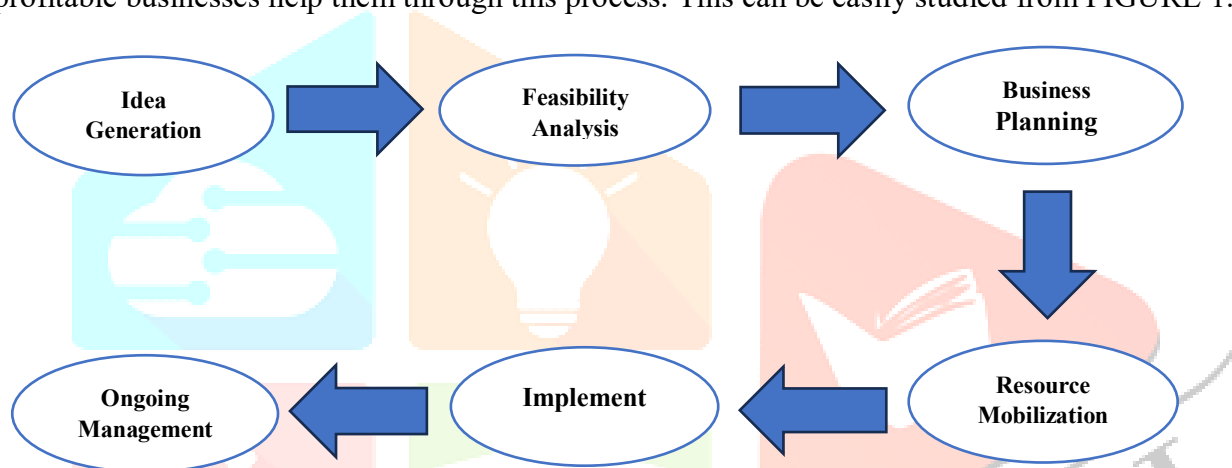 profitable businesses help them through this process. This can be easily studied from FIGURE 1.
Idea
Generation
Feasibility
Analysis
Business
Planning
Resource
Mobilization
Implement
Ongoing
Management